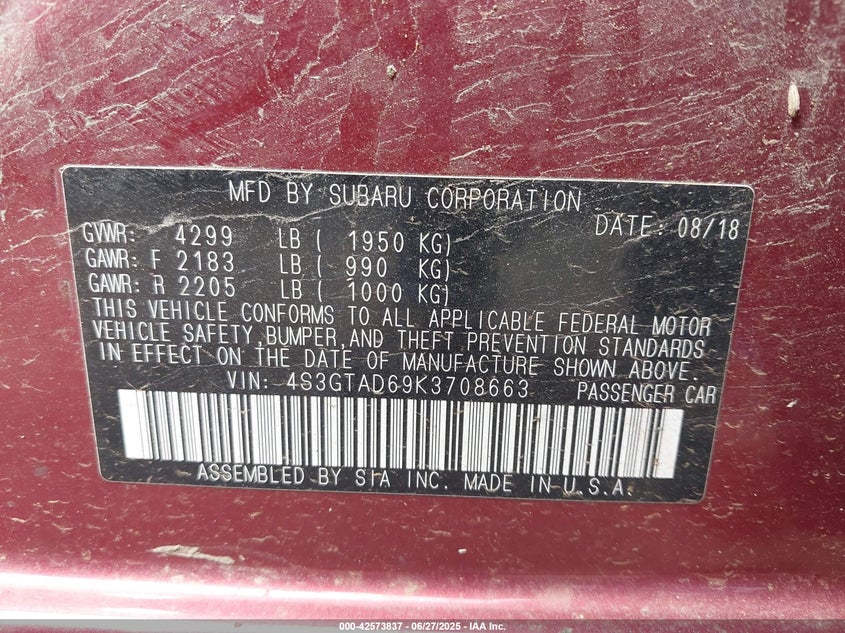 MFD BY SUBARU CORPORATION
DATE: 08/18
GVWR: 4299 LB ( 1950 KG)
GAWR: F 2183 LB ( 990 KG)
GAWR: R 2205 LB ( 1000 KG)
THIS VEHICLE CONFORMS TO ALL APPLICABLE FEDERAL MOTOR
VEHICLE SAFETY, BUMPER, AND THEFT PREVENTION STANDARDS
IN EFFECT ON THE DATE OF MANUFACTURE SHOWN ABOVE.
VIN: 4S3GTAD69K3708663 PASSENGER CAR
ASSEMBLED BY SIA INC. MADE IN U.S.A.
000-42573837 - 06/27/2025 - IAA Inc.